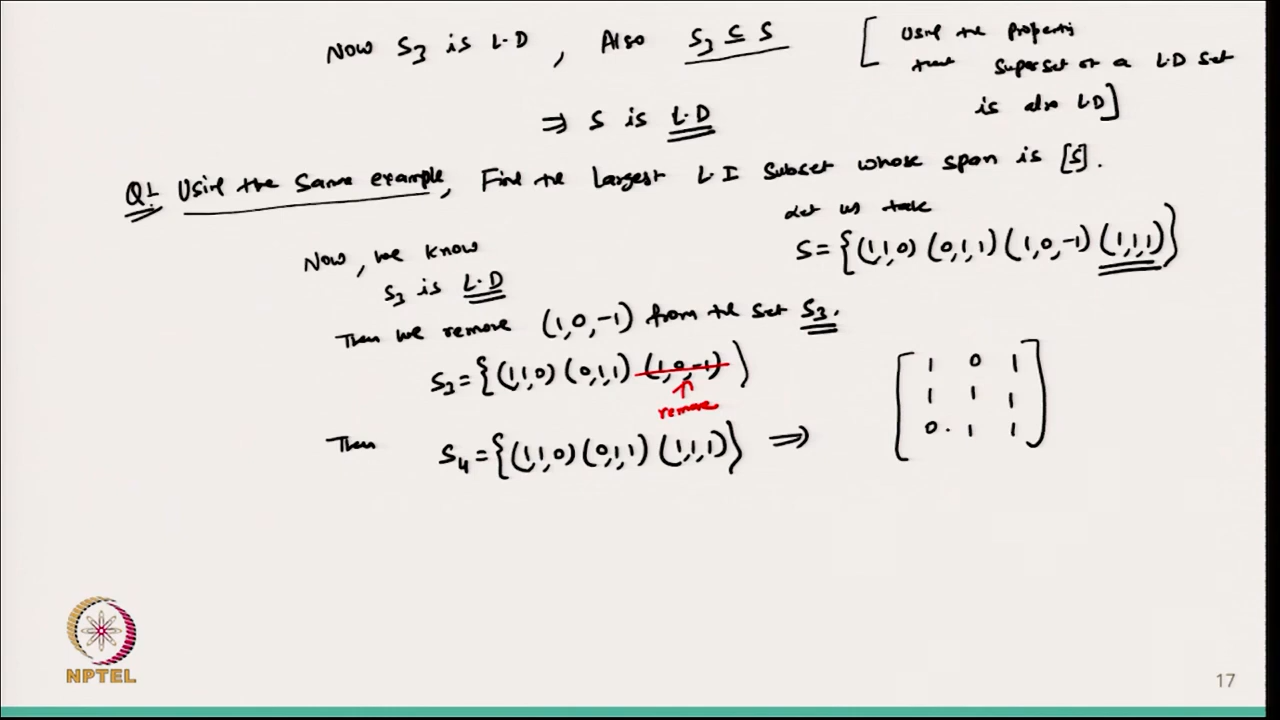 Now S3 is L.D , Also S3 ⊆ S [ Using the property
that superset of a L.D set
is also LD]
⇒ S is L.D
Q1 Using the same example, Find the largest L.I subset whose span is [S].
Let us take
S = {(1,1,0) (0,1,1) (1,0,-1) (1,1,1)}
Now, we know
S3 is L.D
Then we remove (1,0,-1) from the set S3.
S3 = {(1,1,0) (0,1,1) (1,0,-1)}
remove
Then S4 = {(1,1,0) (0,1,1) (1,1,1)} ⇒
1 0 1
1 1 1
0 1 1
NPTEL
17